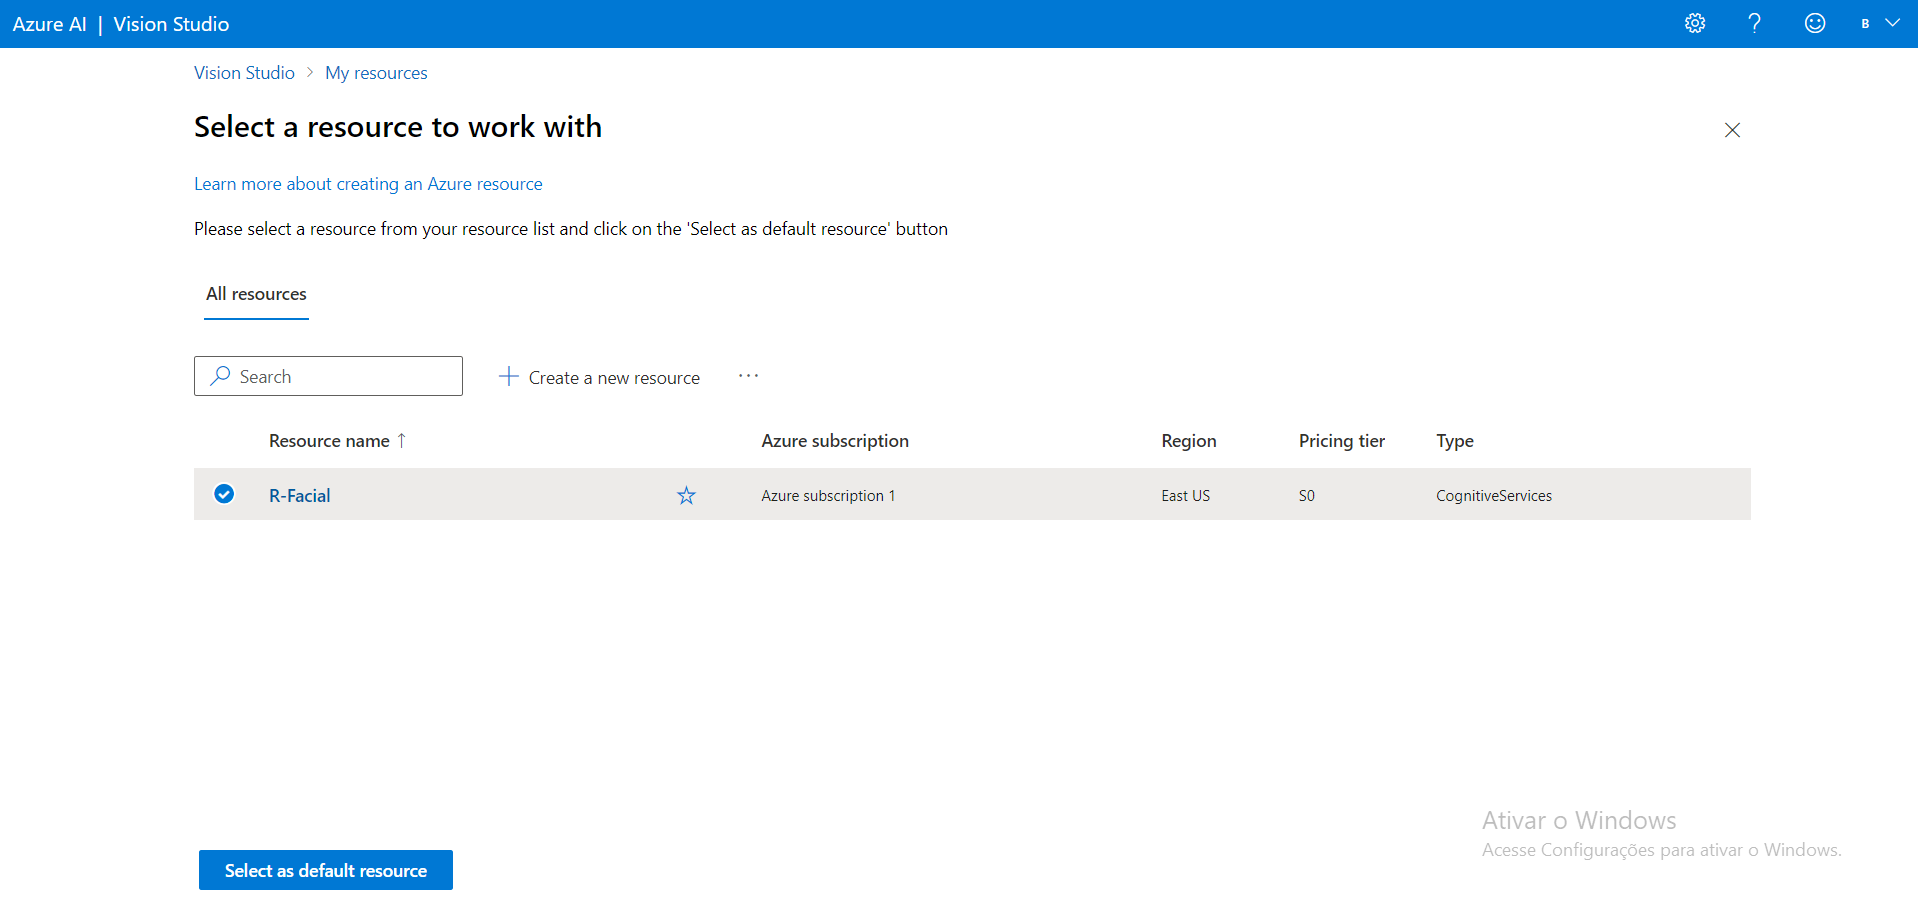 Azure AI | Vision Studio
B
Vision Studio > My resources
Select a resource to work with
Learn more about creating an Azure resource
Please select a resource from your resource list and click on the 'Select as default resource' button
All resources
Search
Create a new resource
...
Resource name ↑ Azure subscription Region Pricing tier Type
R-Facial Azure subscription 1 East US S0 CognitiveServices
Ativar o Windows
Acesse Configurações para ativar o Windows.
Select as default resource